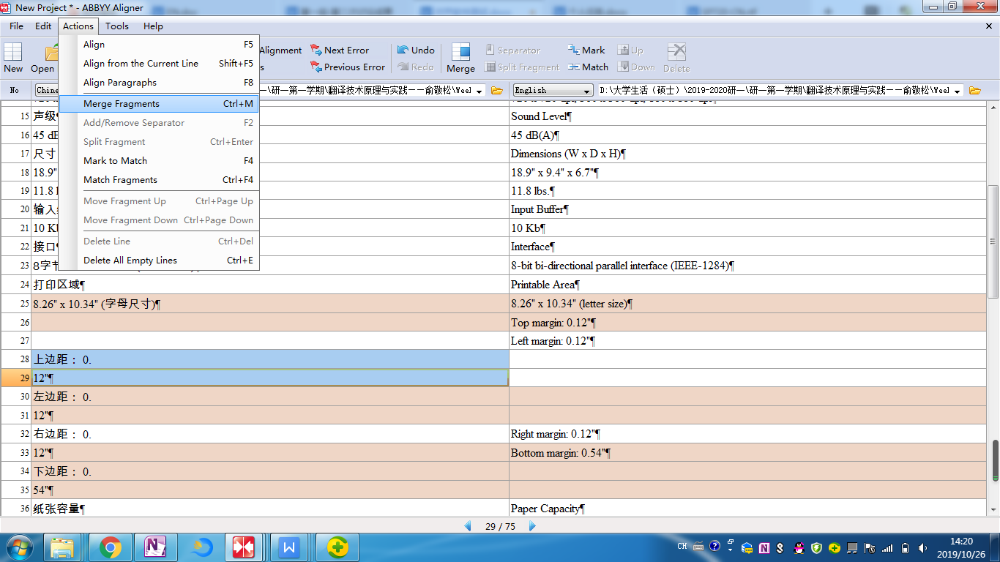 New Project * - ABBYY Aligner
File Edit Actions Tools Help
New Open Alignment Next Error Previous Error Undo Redo Merge Separator Split Fragment Mark Match Up Down Delete
Align F5
Align from the Current Line Shift+F5
Align Paragraphs F8
Merge Fragments Ctrl+M
Add/Remove Separator F2
Split Fragment Ctrl+Enter
Mark to Match F4
Match Fragments Ctrl+F4
Move Fragment Up Ctrl+Page Up
Move Fragment Down Ctrl+Page Down
Delete Line Ctrl+Del
Delete All Empty Lines Ctrl+E
No Chine \研一第一学期\翻译技术原理与实践——俞敬松\Weel English D:\大学生活（硕士）\2019-2020研一\研一第一学期\翻译技术原理与实践——俞敬松\Weel
15 声级¶ Sound Level¶
16 45 dB 45 dB(A)¶
17 尺寸 Dimensions (W x D x H)¶
18 18.9" 18.9" x 9.4" x 6.7"¶
19 11.8 l 11.8 lbs.¶
20 输入 Input Buffer¶
21 10 Kb 10 Kb¶
22 接口¶ Interface¶
23 8字节 8-bit bi-directional parallel interface (IEEE-1284)¶
24 打印区域¶ Printable Area¶
25 8.26" x 10.34" (字母尺寸)¶ 8.26" x 10.34" (letter size)¶
26 Top margin: 0.12"¶
27 Left margin: 0.12"¶
28 上边距： 0.
29 12"¶
30 左边距： 0.
31 12"¶
32 右边距： 0. Right margin: 0.12"¶
33 12"¶ Bottom margin: 0.54"¶
34 下边距： 0.
35 54"¶
36 纸张容量¶ Paper Capacity¶
29 / 75
CH
14:20
2019/10/26